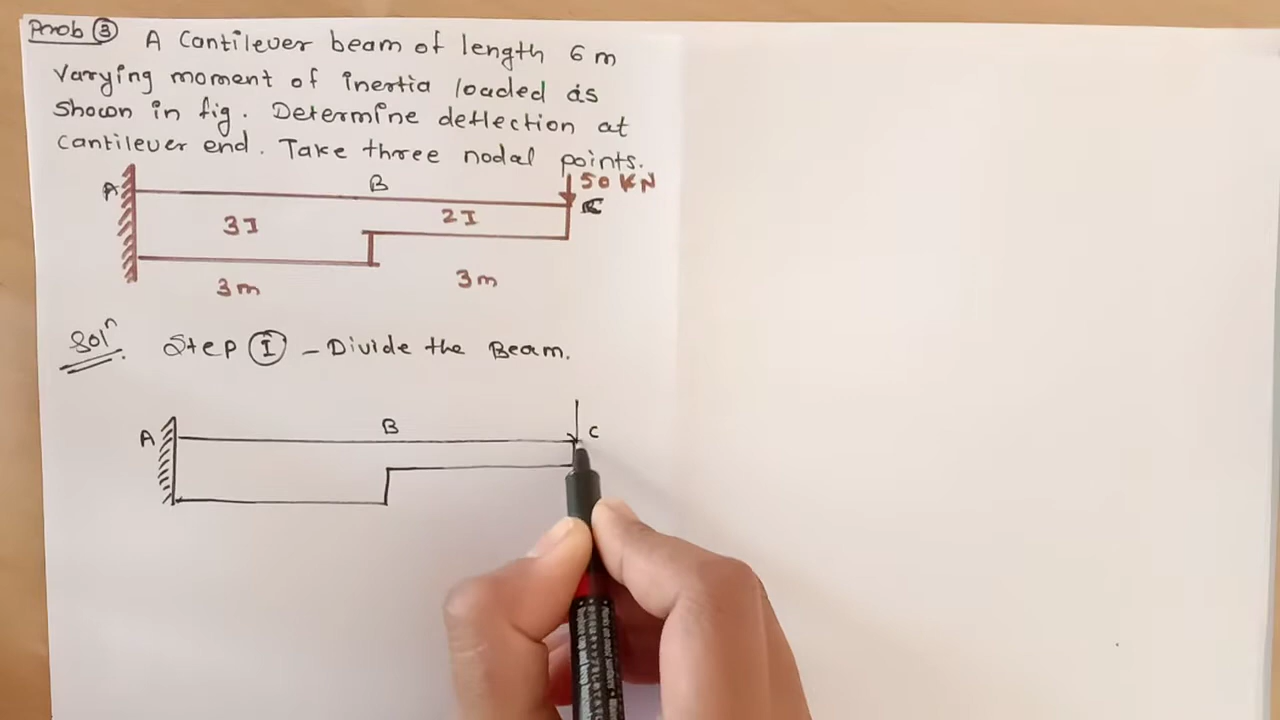 Prob ③ A Cantilever beam of length 6 m
Varying moment of inertia loaded as
shown in fig. Determine deflection at
cantilever end. Take three nodal points.
A B 50 KN
C
3I 2I
3m 3m
Solⁿ. Step Ⓘ - Divide the Beam.
A B C